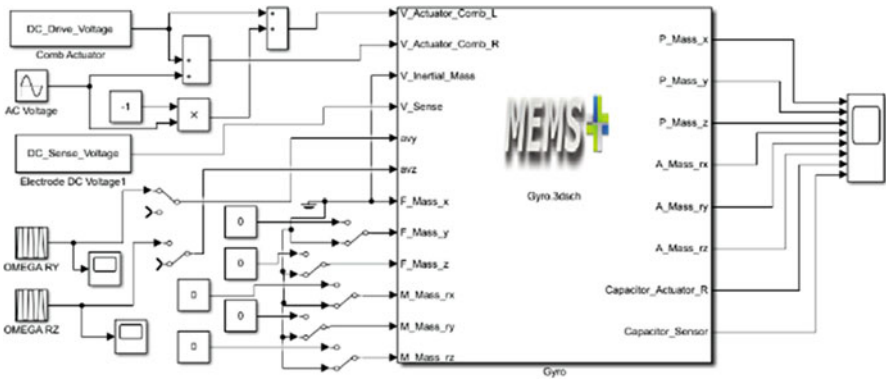 DC_Drive_Voltage
Comb Actuator
AC Voltage
-1
×
DC_Sense_Voltage
Electrode DC Voltage1
OMEGA RY
OMEGA RZ
0
0
0
0
0
+
+
+
+
V_Actuator_Comb_L
V_Actuator_Comb_R
V_Inertial_Mass
V_Sense
avy
avz
F_Mass_x
F_Mass_y
F_Mass_z
M_Mass_rx
M_Mass_ry
M_Mass_rz
MEMS+
Gyro.3dsch
P_Mass_x
P_Mass_y
P_Mass_z
A_Mass_rx
A_Mass_ry
A_Mass_rz
Capacitor_Actuator_R
Capacitor_Sensor
Gyro